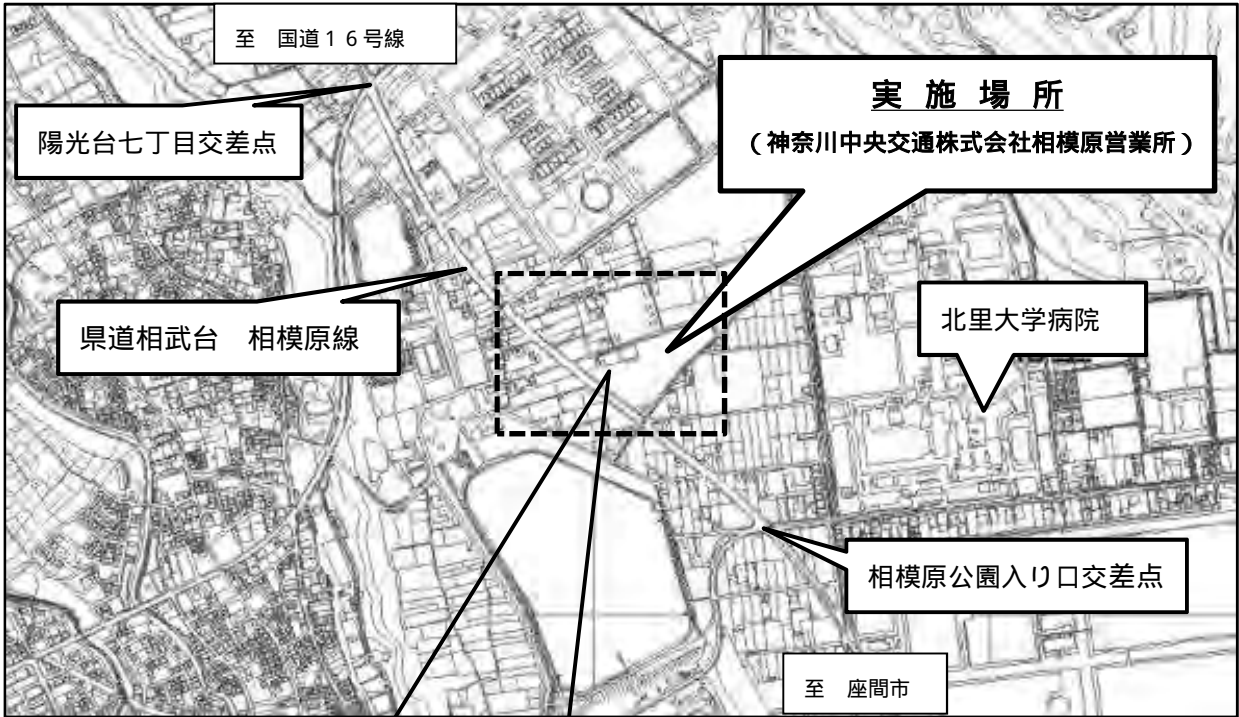 至　国道１６号線
実　施　場　所
（神奈川中央交通株式会社相模原営業所）
陽光台七丁目交差点
県道相武台　相模原線
北里大学病院
相模原公園入り口交差点
至　座間市